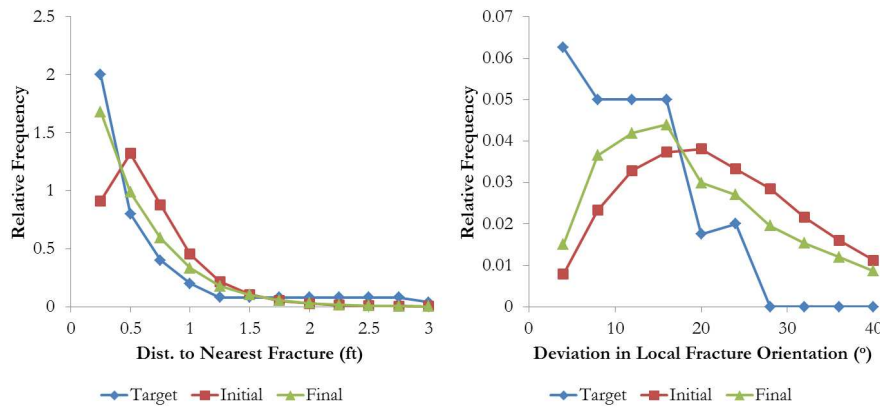 2.5
2
1.5
1
0.5
0
Relative Frequency
0 0.5 1 1.5 2 2.5 3
Dist. to Nearest Fracture (ft)
Target Initial Final
0.07
0.06
0.05
0.04
0.03
0.02
0.01
0
Relative Frequency
0 10 20 30 40
Deviation in Local Fracture Orientation (º)
Target Initial Final